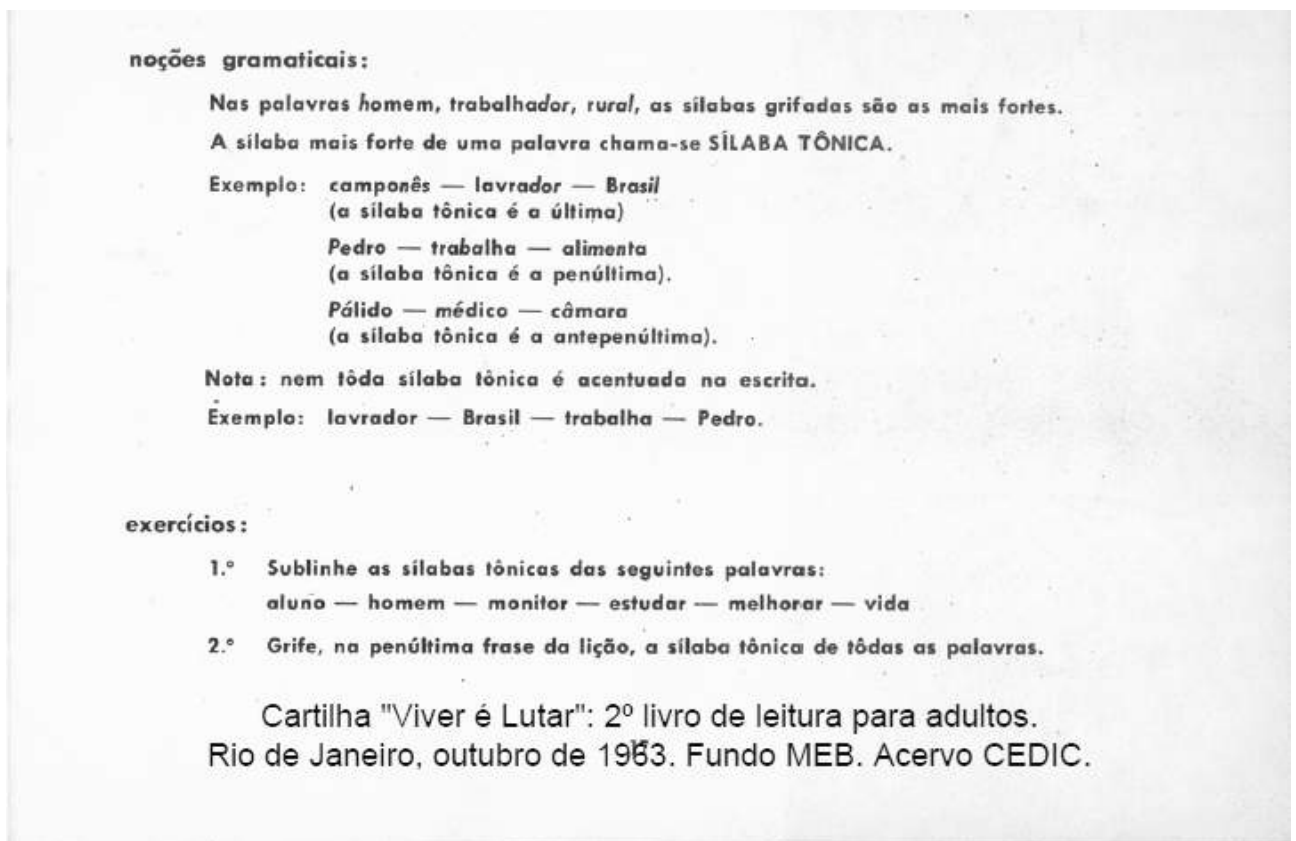 noções gramaticais:
Nas palavras homem, trabalhador, rural, as sílabas grifadas são as mais fortes.
A sílaba mais forte de uma palavra chama-se SÍLABA TÔNICA.
Exemplo: camponês — lavrador — Brasil
(a sílaba tônica é a última)
Pedro — trabalha — alimenta
(a sílaba tônica é a penúltima).
Pálido — médico — câmara
(a sílaba tônica é a antepenúltima).
Nota: nem tôda sílaba tônica é acentuada na escrita.
Exemplo: lavrador — Brasil — trabalha — Pedro.
exercícios:
1.º Sublinhe as sílabas tônicas das seguintes palavras:
aluno — homem — monitor — estudar — melhorar — vida
2.º Grife, na penúltima frase da lição, a sílaba tônica de tôdas as palavras.
Cartilha "Viver é Lutar": 2º livro de leitura para adultos.
Rio de Janeiro, outubro de 1963. Fundo MEB. Acervo CEDIC.